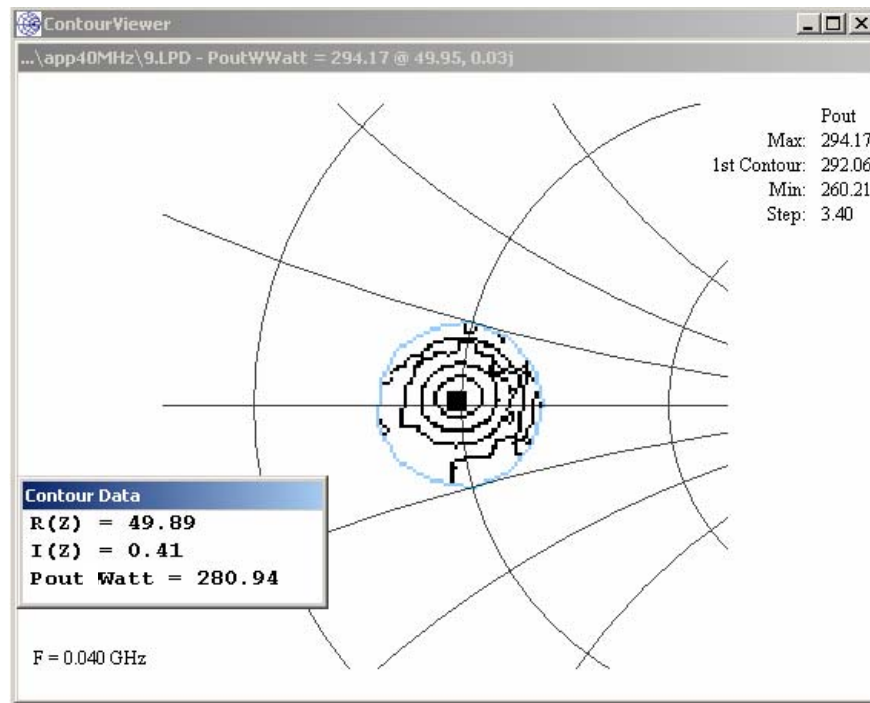 ContourViewer
...\app40MHz\9.LPD - PoutWWatt = 294.17 @ 49.95, 0.03j
Pout
Max: 294.17
1st Contour: 292.06
Min: 260.21
Step: 3.40
Contour Data
R(Z) = 49.89
I(Z) = 0.41
Pout Watt = 280.94
F = 0.040 GHz